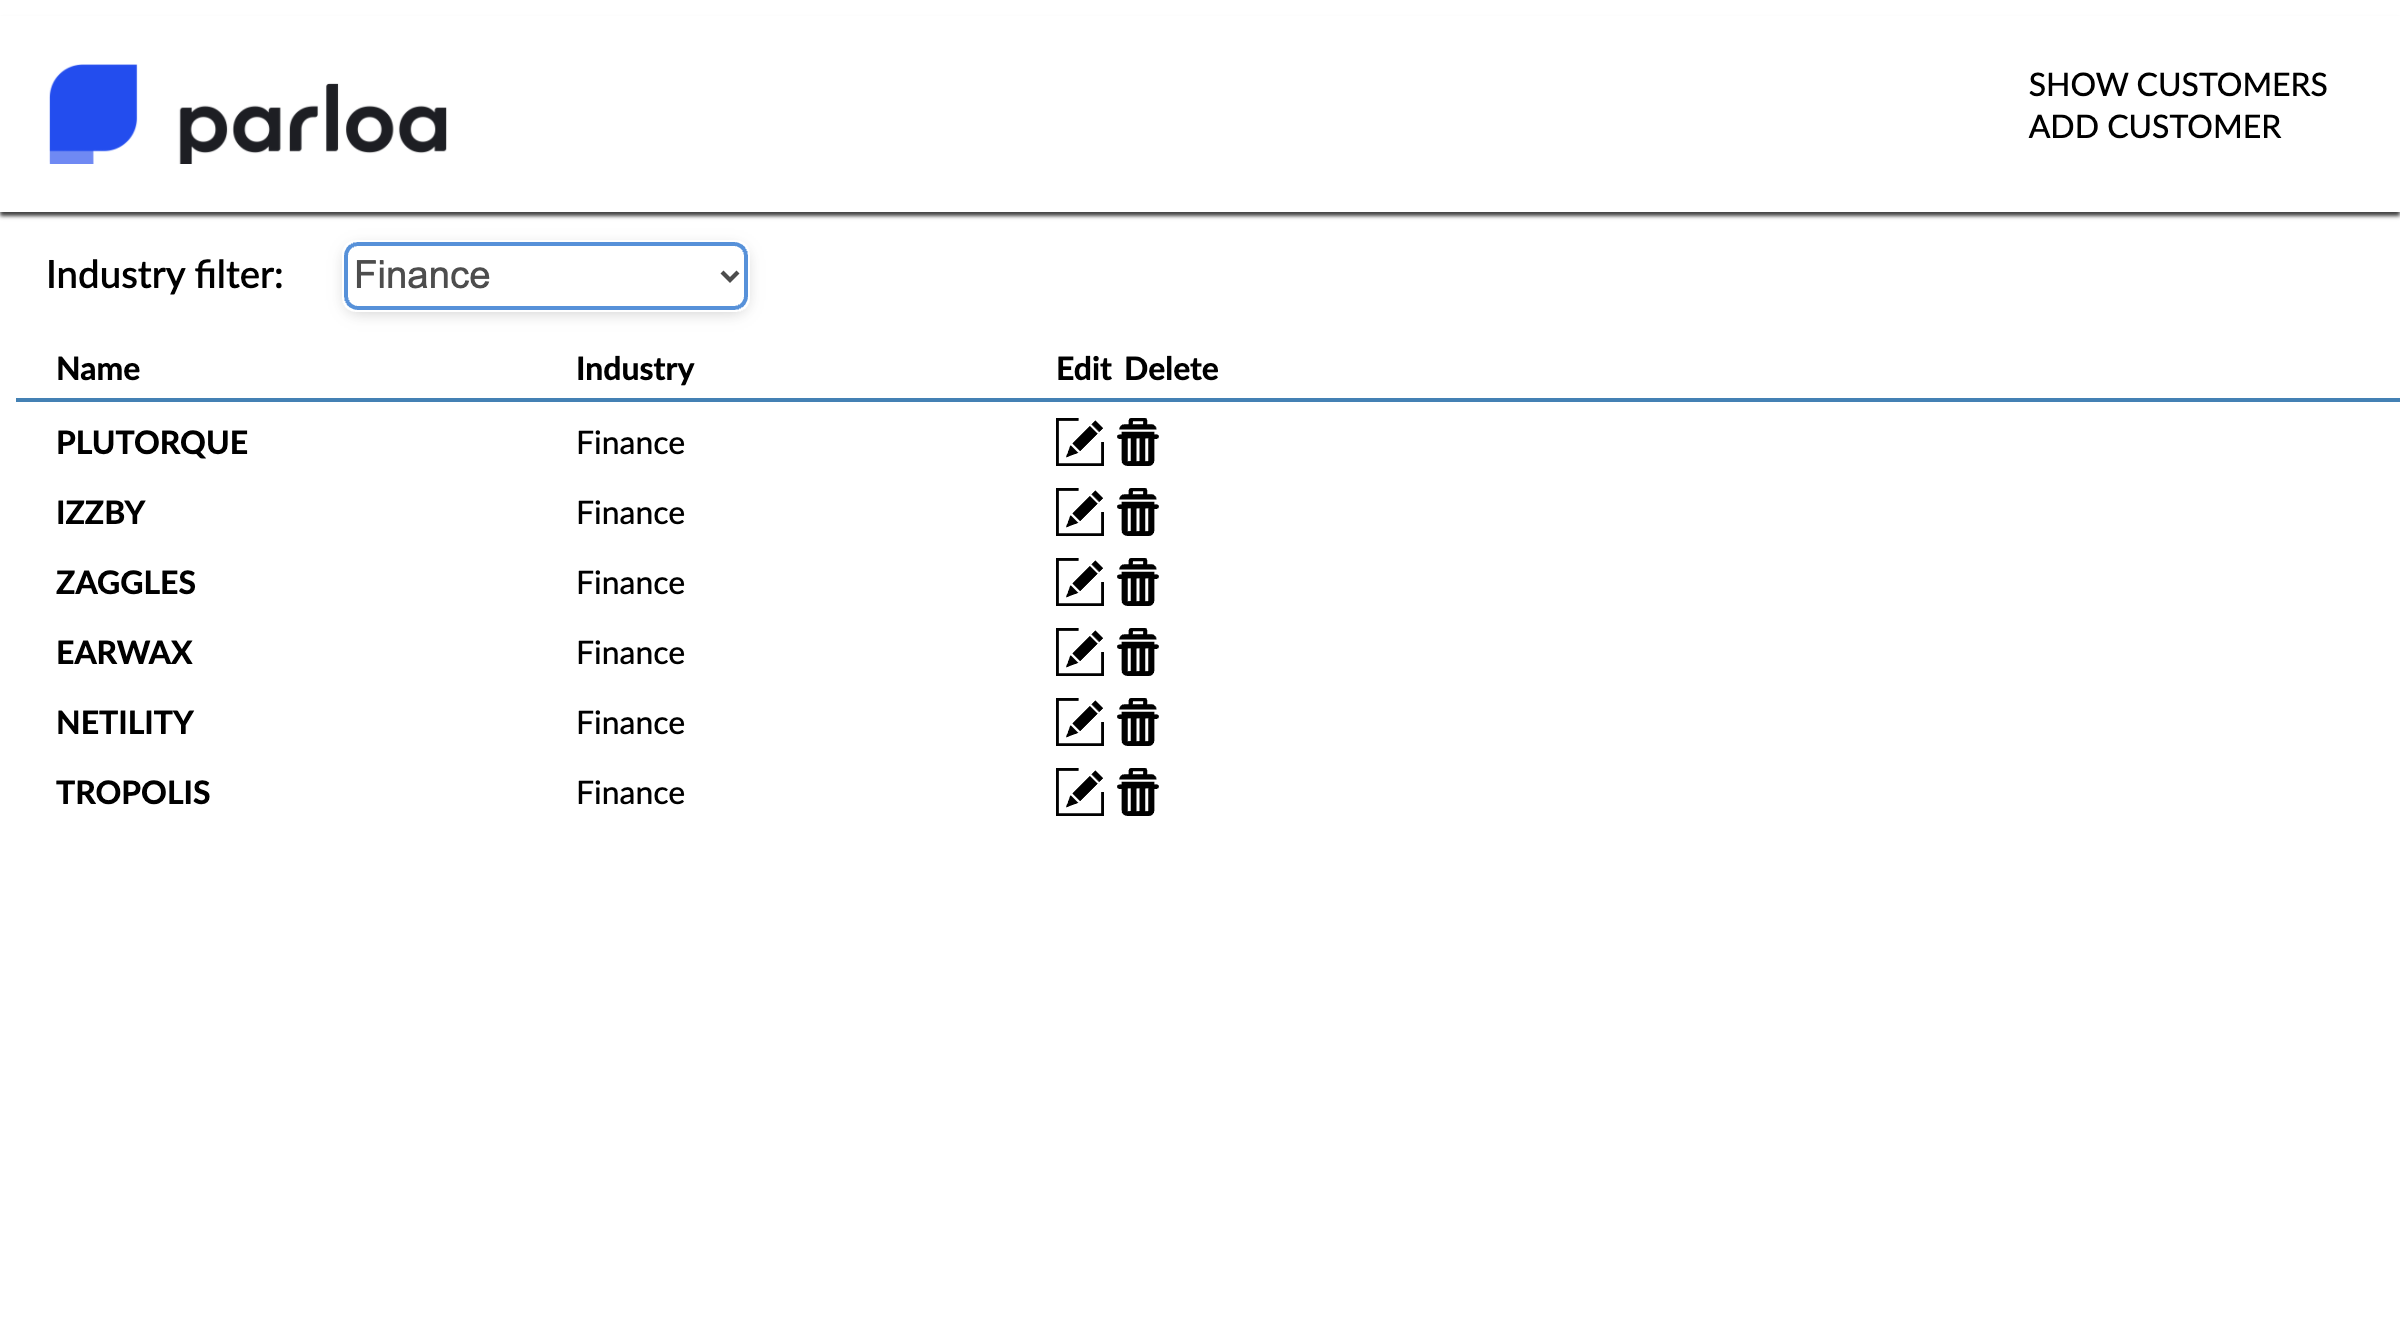 parloa
SHOW CUSTOMERS
ADD CUSTOMER
Industry filter: Finance
Name Industry Edit Delete
PLUTORQUE Finance
IZZBY Finance
ZAGGLES Finance
EARWAX Finance
NETILITY Finance
TROPOLIS Finance